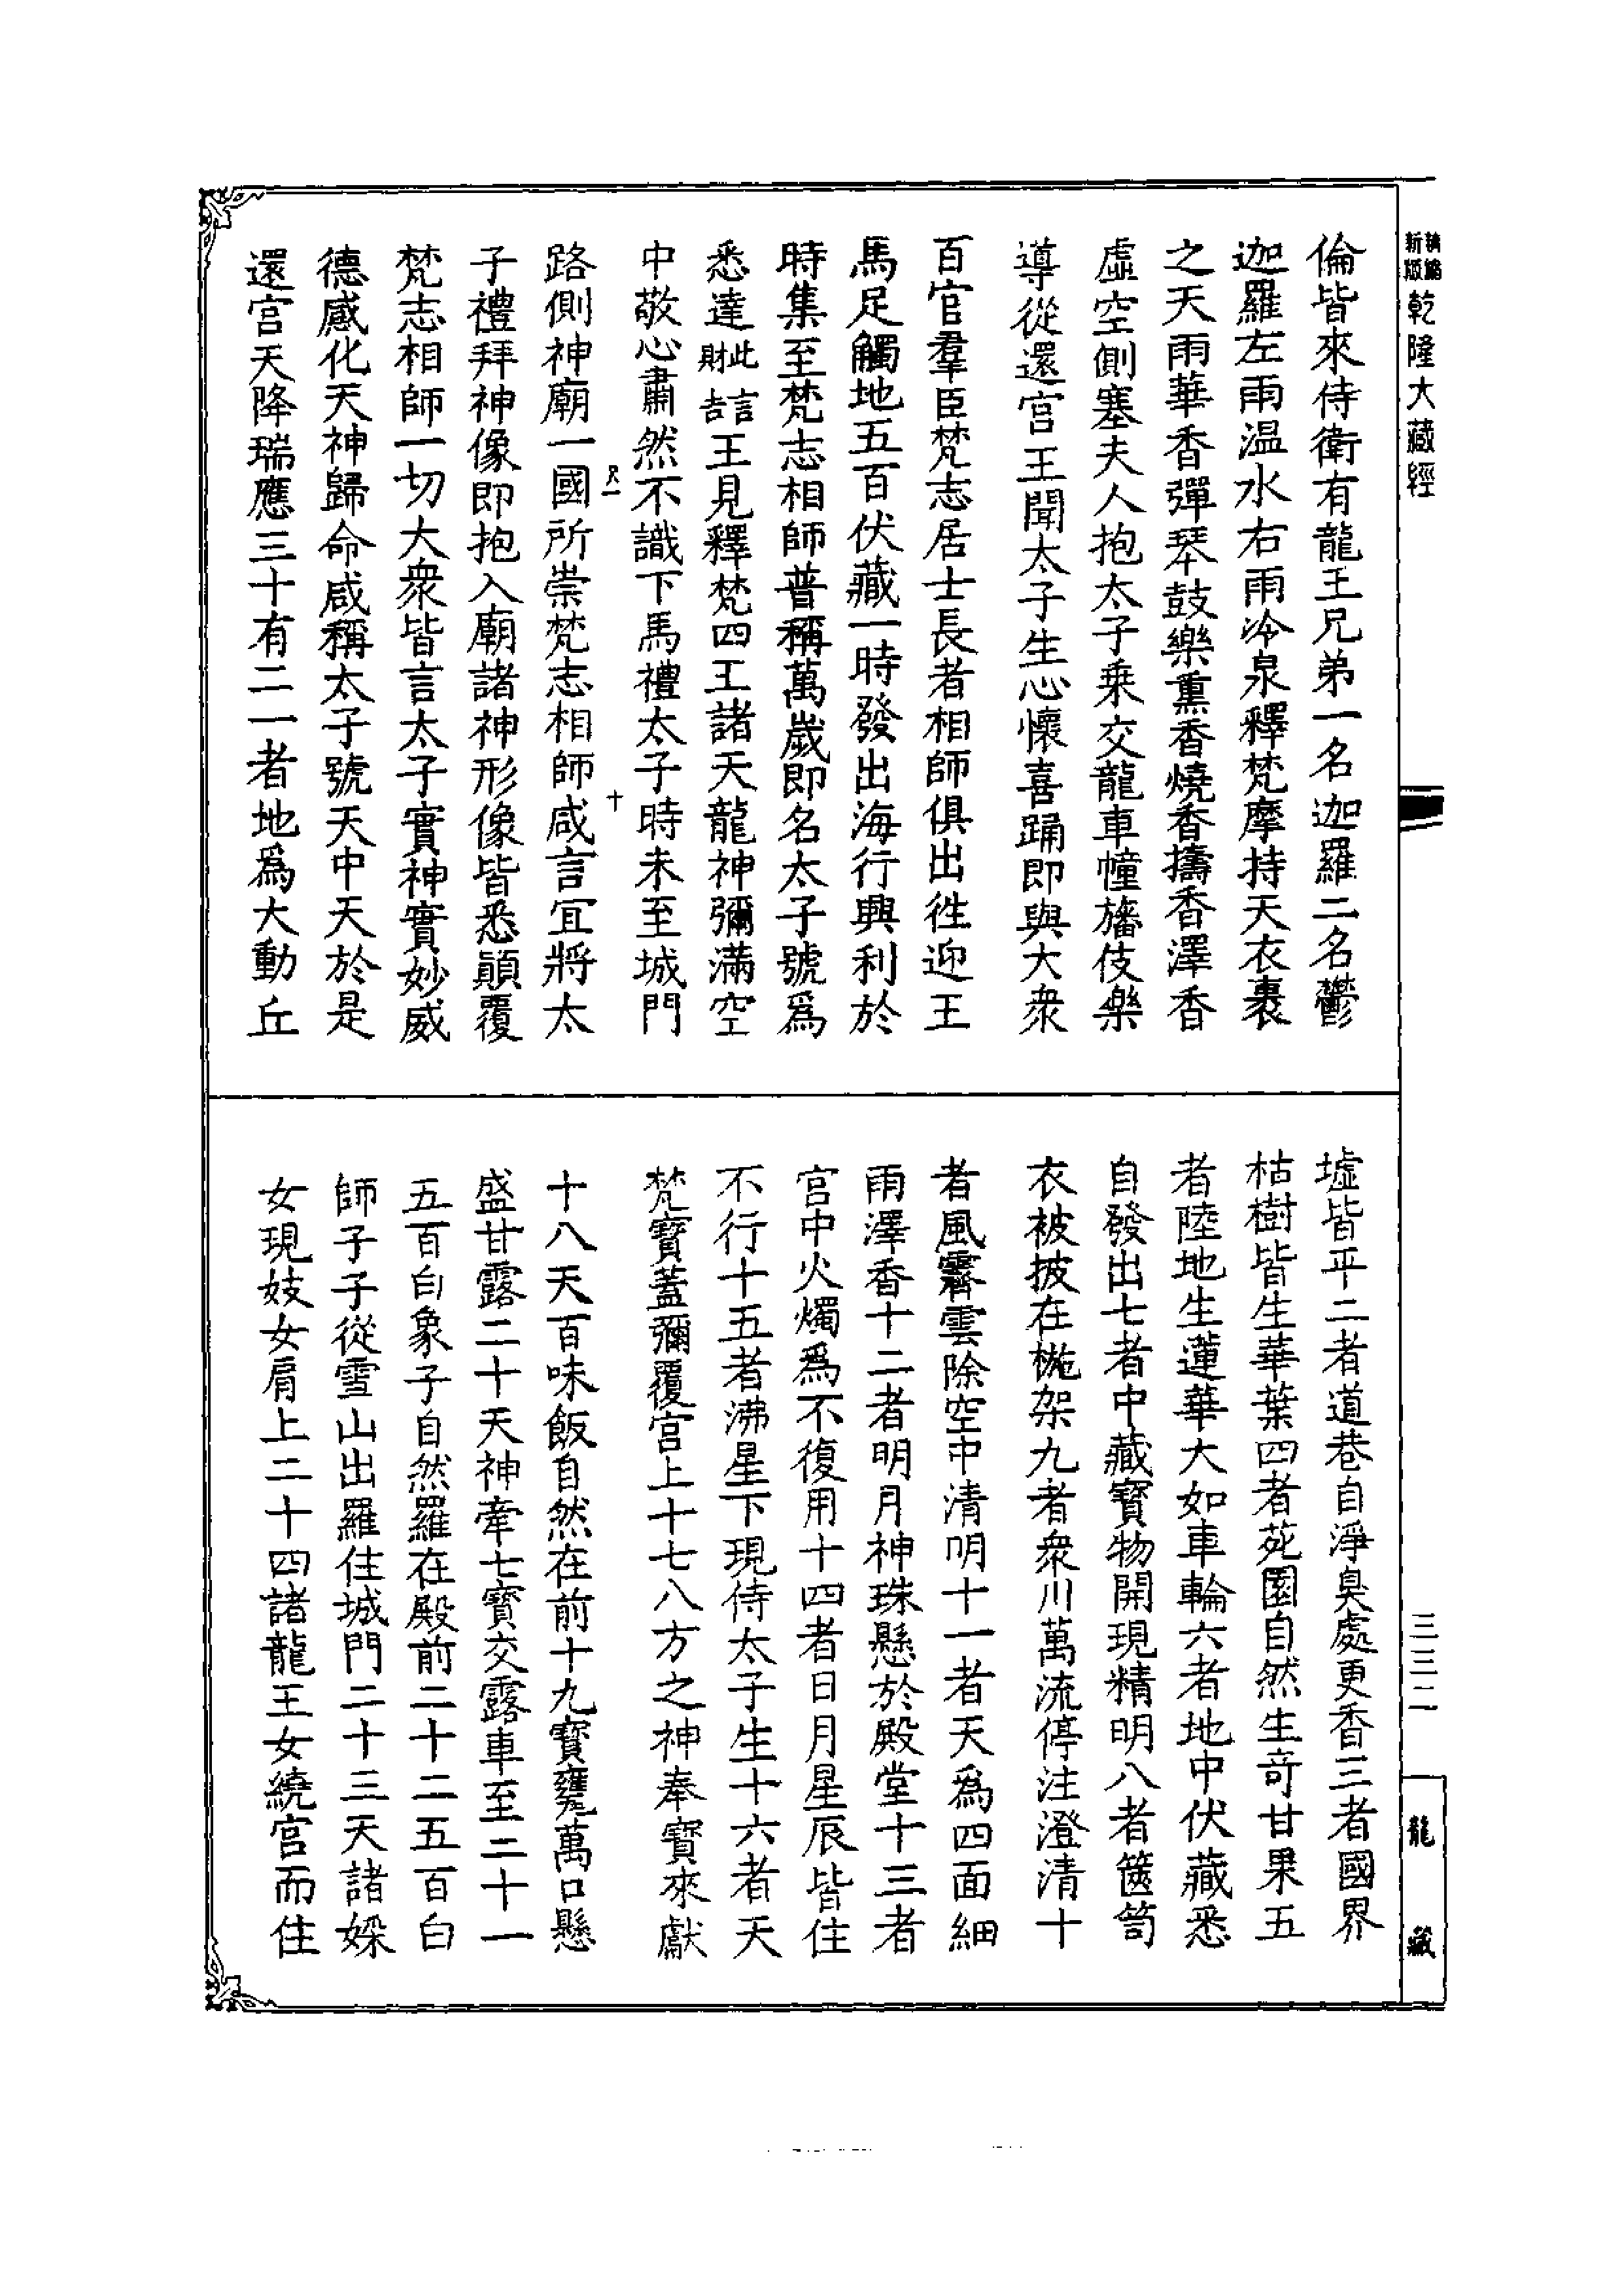 新編縮版
乾隆大藏經
倫皆來侍衛有龍王兄弟一名迦羅二名鬱
迦羅左雨温水右雨泠泉釋梵摩持天衣裹
之天雨華香彈琴鼓樂熏香燒香擣香澤香
虛空側塞夫人抱太子乗交龍車幢旛伎樂
導從還宮王聞太子生心懷喜踊即與大衆
百官羣臣梵志居士長者相師俱出徃迎王
馬足觸地五百伏藏一時發出海行興利於
時集至梵志相師普稱萬歲即名太子號爲
悉達此言財吉王見釋梵四王諸天龍神彌滿空
中敬心肅然不識下馬禮太子時未至城門
路側神廟一國所崇梵志相師咸言宜將太
子禮拜神像即抱入廟諸神形像皆悉顚覆
梵志相師一切大衆皆言太子實神實妙威
德感化天神歸命咸稱太子號天中天於是
還宮天降瑞應三十有二一者地爲大動丘
尺一
十
墟皆平二者道巷自淨臭處更香三者國界
枯樹皆生華葉四者苑園自然生竒甘果五
者陸地生蓮華大如車輪六者地中伏藏悉
自發出七者中藏寶物開現精明八者篋笥
衣被披在椸架九者衆川萬流停注澄清十
者風霽雲除空中清明十一者天爲四面細
雨澤香十二者明月神珠懸於殿堂十三者
宮中火燭爲不復用十四者日月星辰皆住
不行十五者沸星下現侍太子生十六者天
梵寶蓋彌覆宮上十七八方之神奉寶來獻
十八天百味飯自然在前十九寶甕萬口懸
盛甘露二十天神牽七寶交露車至二十一
五百白象子自然羅在殿前二十二五百白
師子子從雪山出羅住城門二十三天諸婇
女現妓女肩上二十四諸龍王女繞宮而住
三三二
龍藏